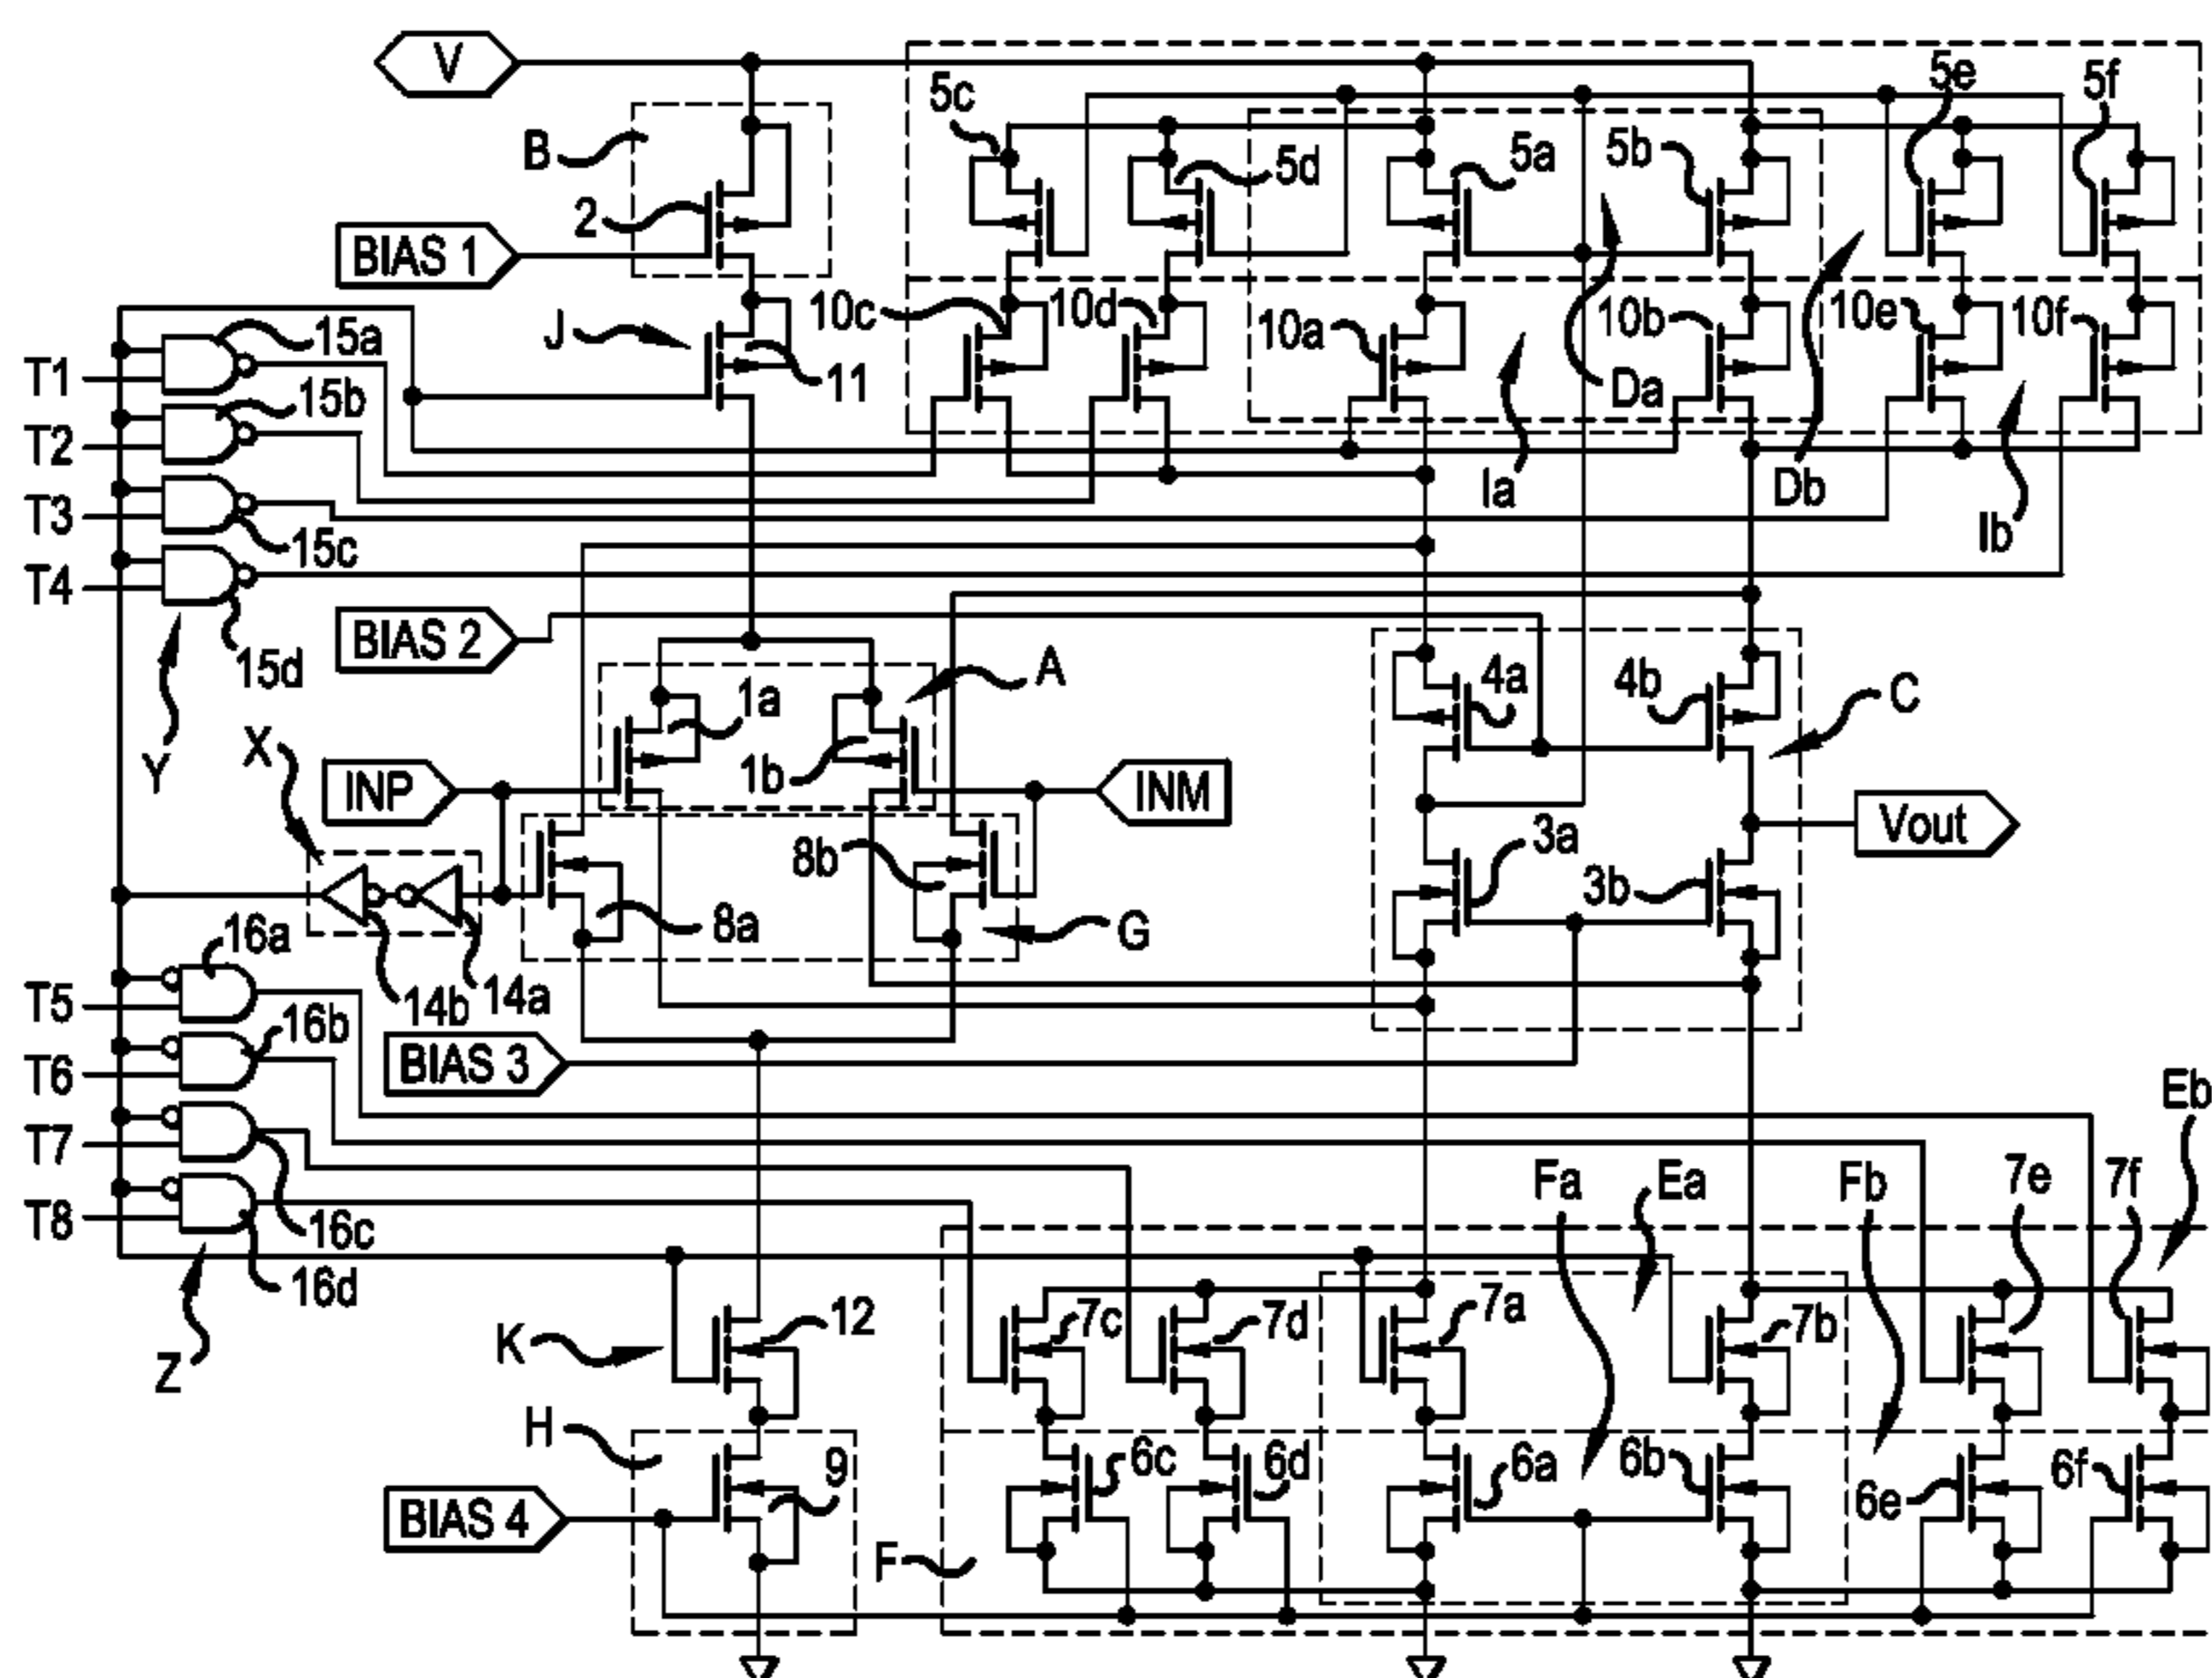 V
5c
5e
5f
B
5d
5a
5b
2
BIAS 1
J
10c
10d
10a
10b
10e
10f
15a
T1
11
Da
15b
T2
Ia
Db
T3
Ib
15c
T4
BIAS 2
15d
A
4a
4b
C
1a
X
Y
1b
INP
INM
8b
3a
Vout
3b
8a
G
16a
14b
14a
T5
16b
BIAS 3
T6
Eb
T7
Fa
Ea
Fb
7e
7f
T8
16c
16d
Z
K
12
7c
7d
7a
7b
H
9
6c
6d
6a
6b
6e
6f
BIAS 4
F